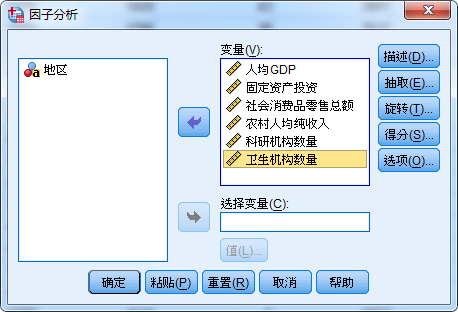 因子分析
地区
变量(V):
人均GDP
固定资产投资
社会消费品零售总额
农村人均纯收入
科研机构数量
卫生机构数量
选择变量(C):
值(L)...
描述(D)...
抽取(E)...
旋转(T)...
得分(S)...
选项(O)...
确定
粘贴(P)
重置(R)
取消
帮助